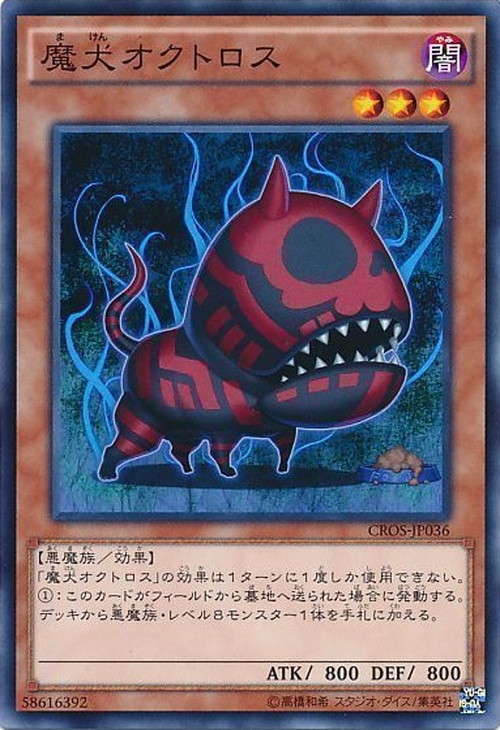 魔犬オクトロス
闇
CROS-JP036
【悪魔族／効果】
「魔犬オクトロス」の効果は１ターンに１度しか使用できない。
①：このカードがフィールドから墓地へ送られた場合に発動する。
デッキから悪魔族・レベル８モンスター１体を手札に加える。
ATK/ 800 DEF/ 800
58616392
©高橋和希 スタジオ・ダイス/集英社